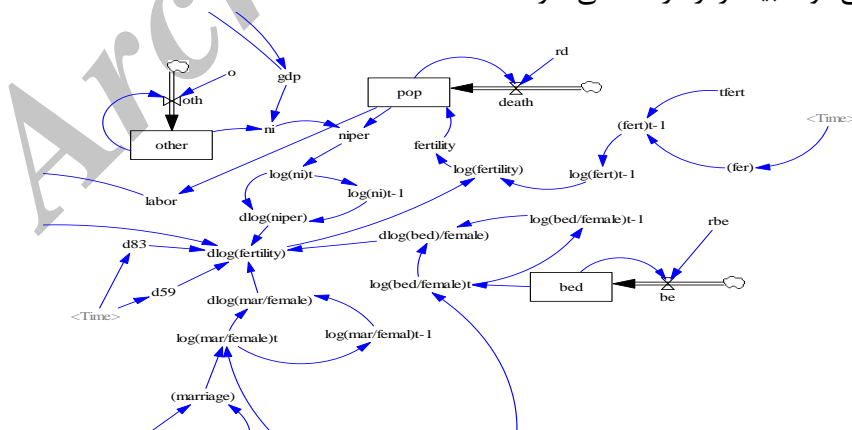 rd
gdp
o
oth
pop
death
tfert
<Time>
other
ni
niper
fertility
(fert)t-1
(fer)
log(fertility)
log(fert)t-1
log(ni)t
log(ni)t-1
labor
dlog(niper)
log(bed/female)t-1
rbe
d83
dlog(fertility)
dlog(bed)/female)
d59
log(bed/female)t
bed
be
<Time>
dlog(mar/female)
log(mar/female)t
log(mar/femal)t-1
(marriage)
Arc